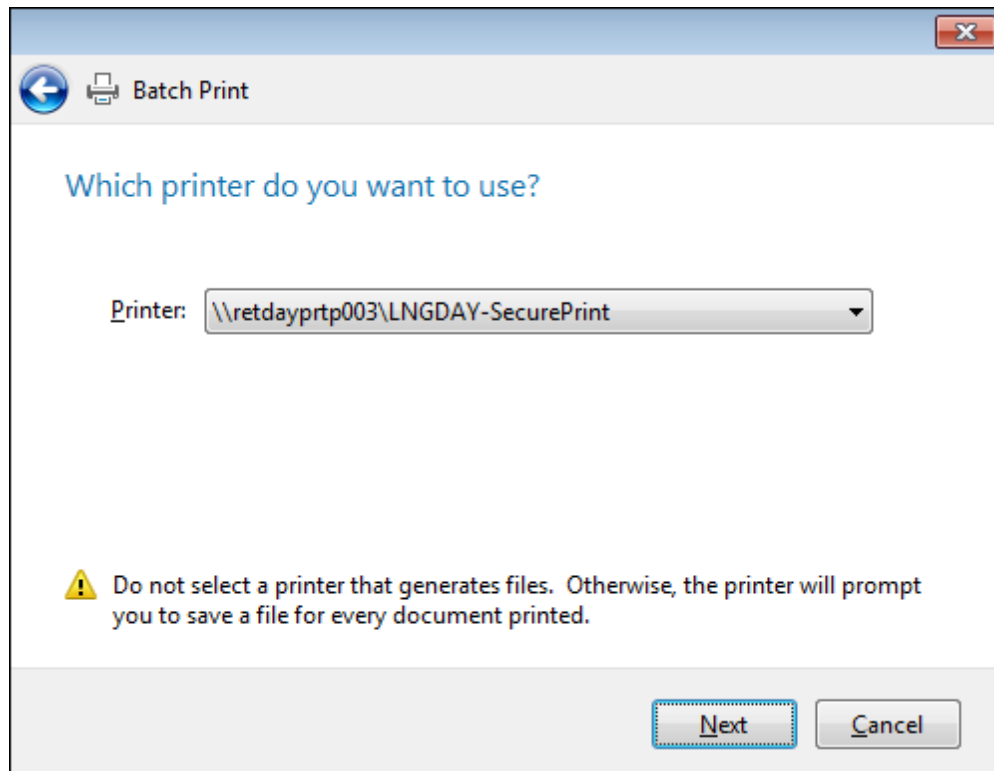 Batch Print
Which printer do you want to use?
Printer: \\retdayprtp003\LNGDAY-SecurePrint
Do not select a printer that generates files.  Otherwise, the printer will prompt
you to save a file for every document printed.
Next Cancel